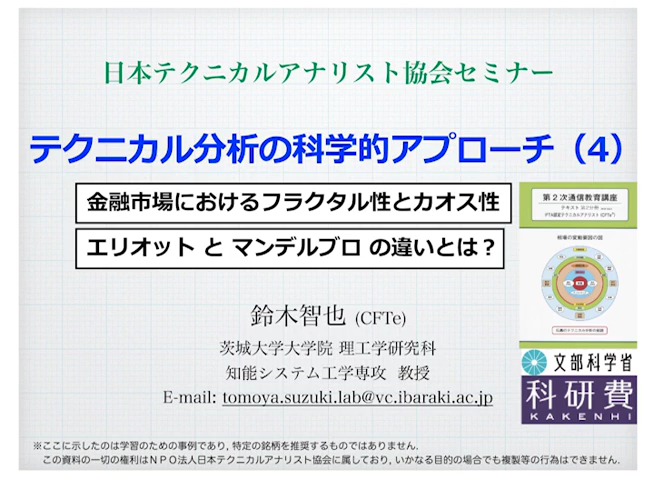 日本テクニカルアナリスト協会セミナー
テクニカル分析の科学的アプローチ（4）
金融市場におけるフラクタル性とカオス性
エリオット と マンデルブロ の違いとは？
鈴木智也 (CFTe)
茨城大学大学院 理工学研究科
知能システム工学専攻 教授
E-mail: tomoya.suzuki.lab@vc.ibaraki.ac.jp
第２次通信教育講座
相場の変動要因の図
文部科学省
科研費
KAKENHI
※ここに示したのは学習のための事例であり, 特定の銘柄を推奨するものではありません.
この資料の一切の権利はＮＰＯ法人日本テクニカルアナリスト協会に属しており, いかなる目的の場合でも複製等の行為はできません.